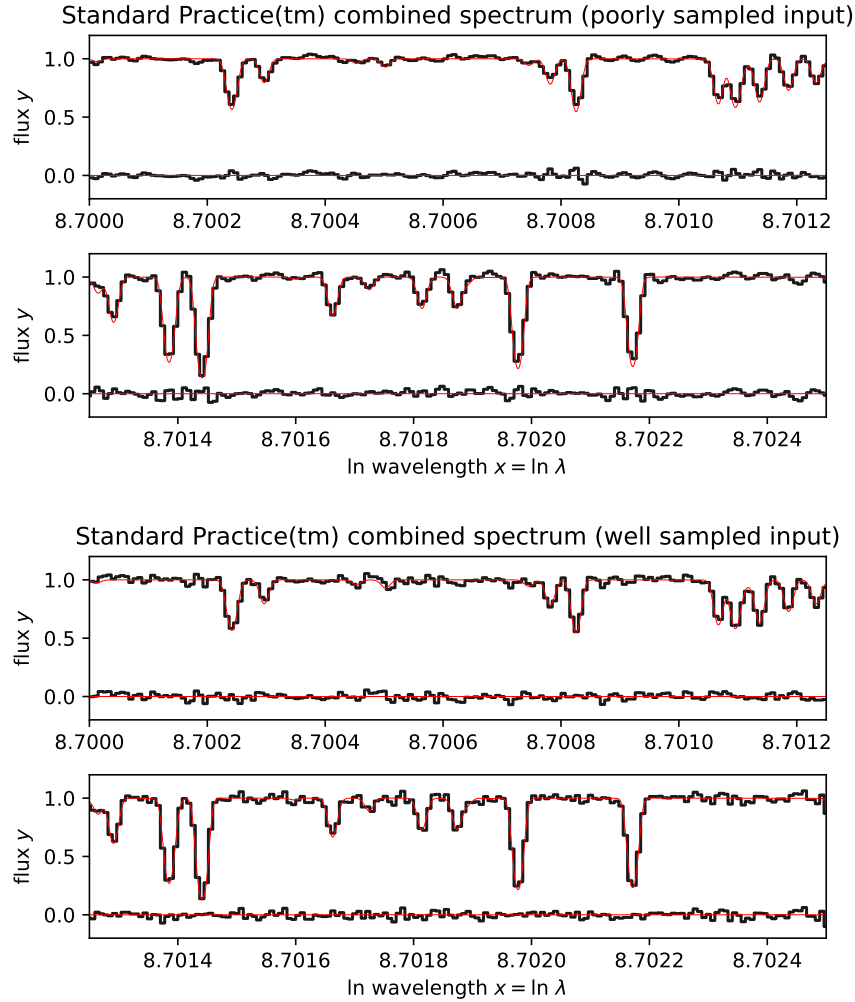 Standard Practice(tm) combined spectrum (poorly sampled input)
1.0
0.5
0.0
flux y
8.7000 8.7002 8.7004 8.7006 8.7008 8.7010 8.7012
1.0
0.5
0.0
flux y
8.7014 8.7016 8.7018 8.7020 8.7022 8.7024
ln wavelength x = ln λ
Standard Practice(tm) combined spectrum (well sampled input)
1.0
0.5
0.0
flux y
8.7000 8.7002 8.7004 8.7006 8.7008 8.7010 8.7012
1.0
0.5
0.0
flux y
8.7014 8.7016 8.7018 8.7020 8.7022 8.7024
ln wavelength x = ln λ